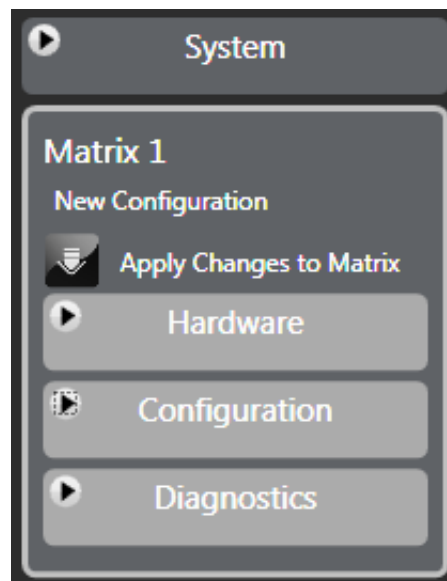 System
Matrix 1
New Configuration
Apply Changes to Matrix
Hardware
Configuration
Diagnostics